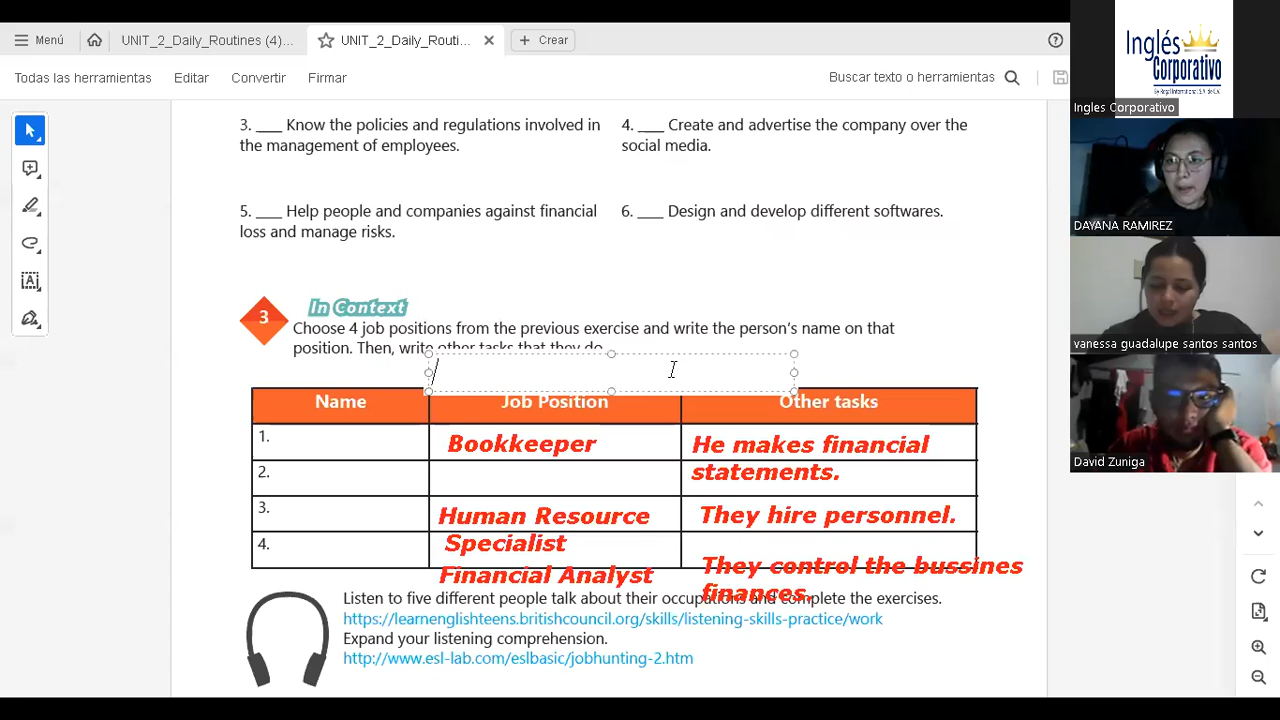 Menú
UNIT_2_Daily_Routines (4)...
UNIT_2_Daily_Routi...
Crear
Todas las herramientas
Editar
Convertir
Firmar
Buscar texto o herramientas
3. ___ Know the policies and regulations involved in
the management of employees.
4. ___ Create and advertise the company over the
social media.
5. ___ Help people and companies against financial
loss and manage risks.
6. ___ Design and develop different softwares.
3
In Context
Choose 4 job positions from the previous exercise and write the person's name on that
position. Then, write other tasks that they do.
Name
Job Position
Other tasks
1.
Bookkeeper
He makes financial
statements.
2.
3.
Human Resource
Specialist
They hire personnel.
4.
Financial Analyst
They control the bussines
finances.
Listen to five different people talk about their occupations and complete the exercises.
https://learnenglishteens.britishcouncil.org/skills/listening-skills-practice/work
Expand your listening comprehension.
http://www.esl-lab.com/eslbasic/jobhunting-2.htm
Inglés
Corporativo
By Regal International S.A. de C.V.
Ingles Corporativo
DAYANA RAMIREZ
vanessa guadalupe santos santos
David Zuniga